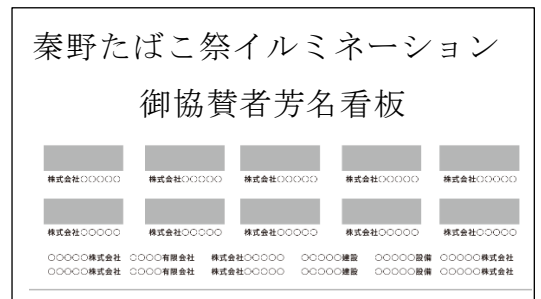 秦野たばこ祭イルミネーション
御協賛者芳名看板
株式会社○○○○○ 株式会社○○○○○ 株式会社○○○○○ 株式会社○○○○○ 株式会社○○○○○
株式会社○○○○○ 株式会社○○○○○ 株式会社○○○○○ 株式会社○○○○○ 株式会社○○○○○
○○○○○株式会社 ○○○○有限会社 株式会社○○○○○ ○○○○○建設 ○○○○○設備 ○○○○○株式会社
○○○○○株式会社 ○○○○有限会社 株式会社○○○○○ ○○○○○建設 ○○○○○設備 ○○○○○株式会社